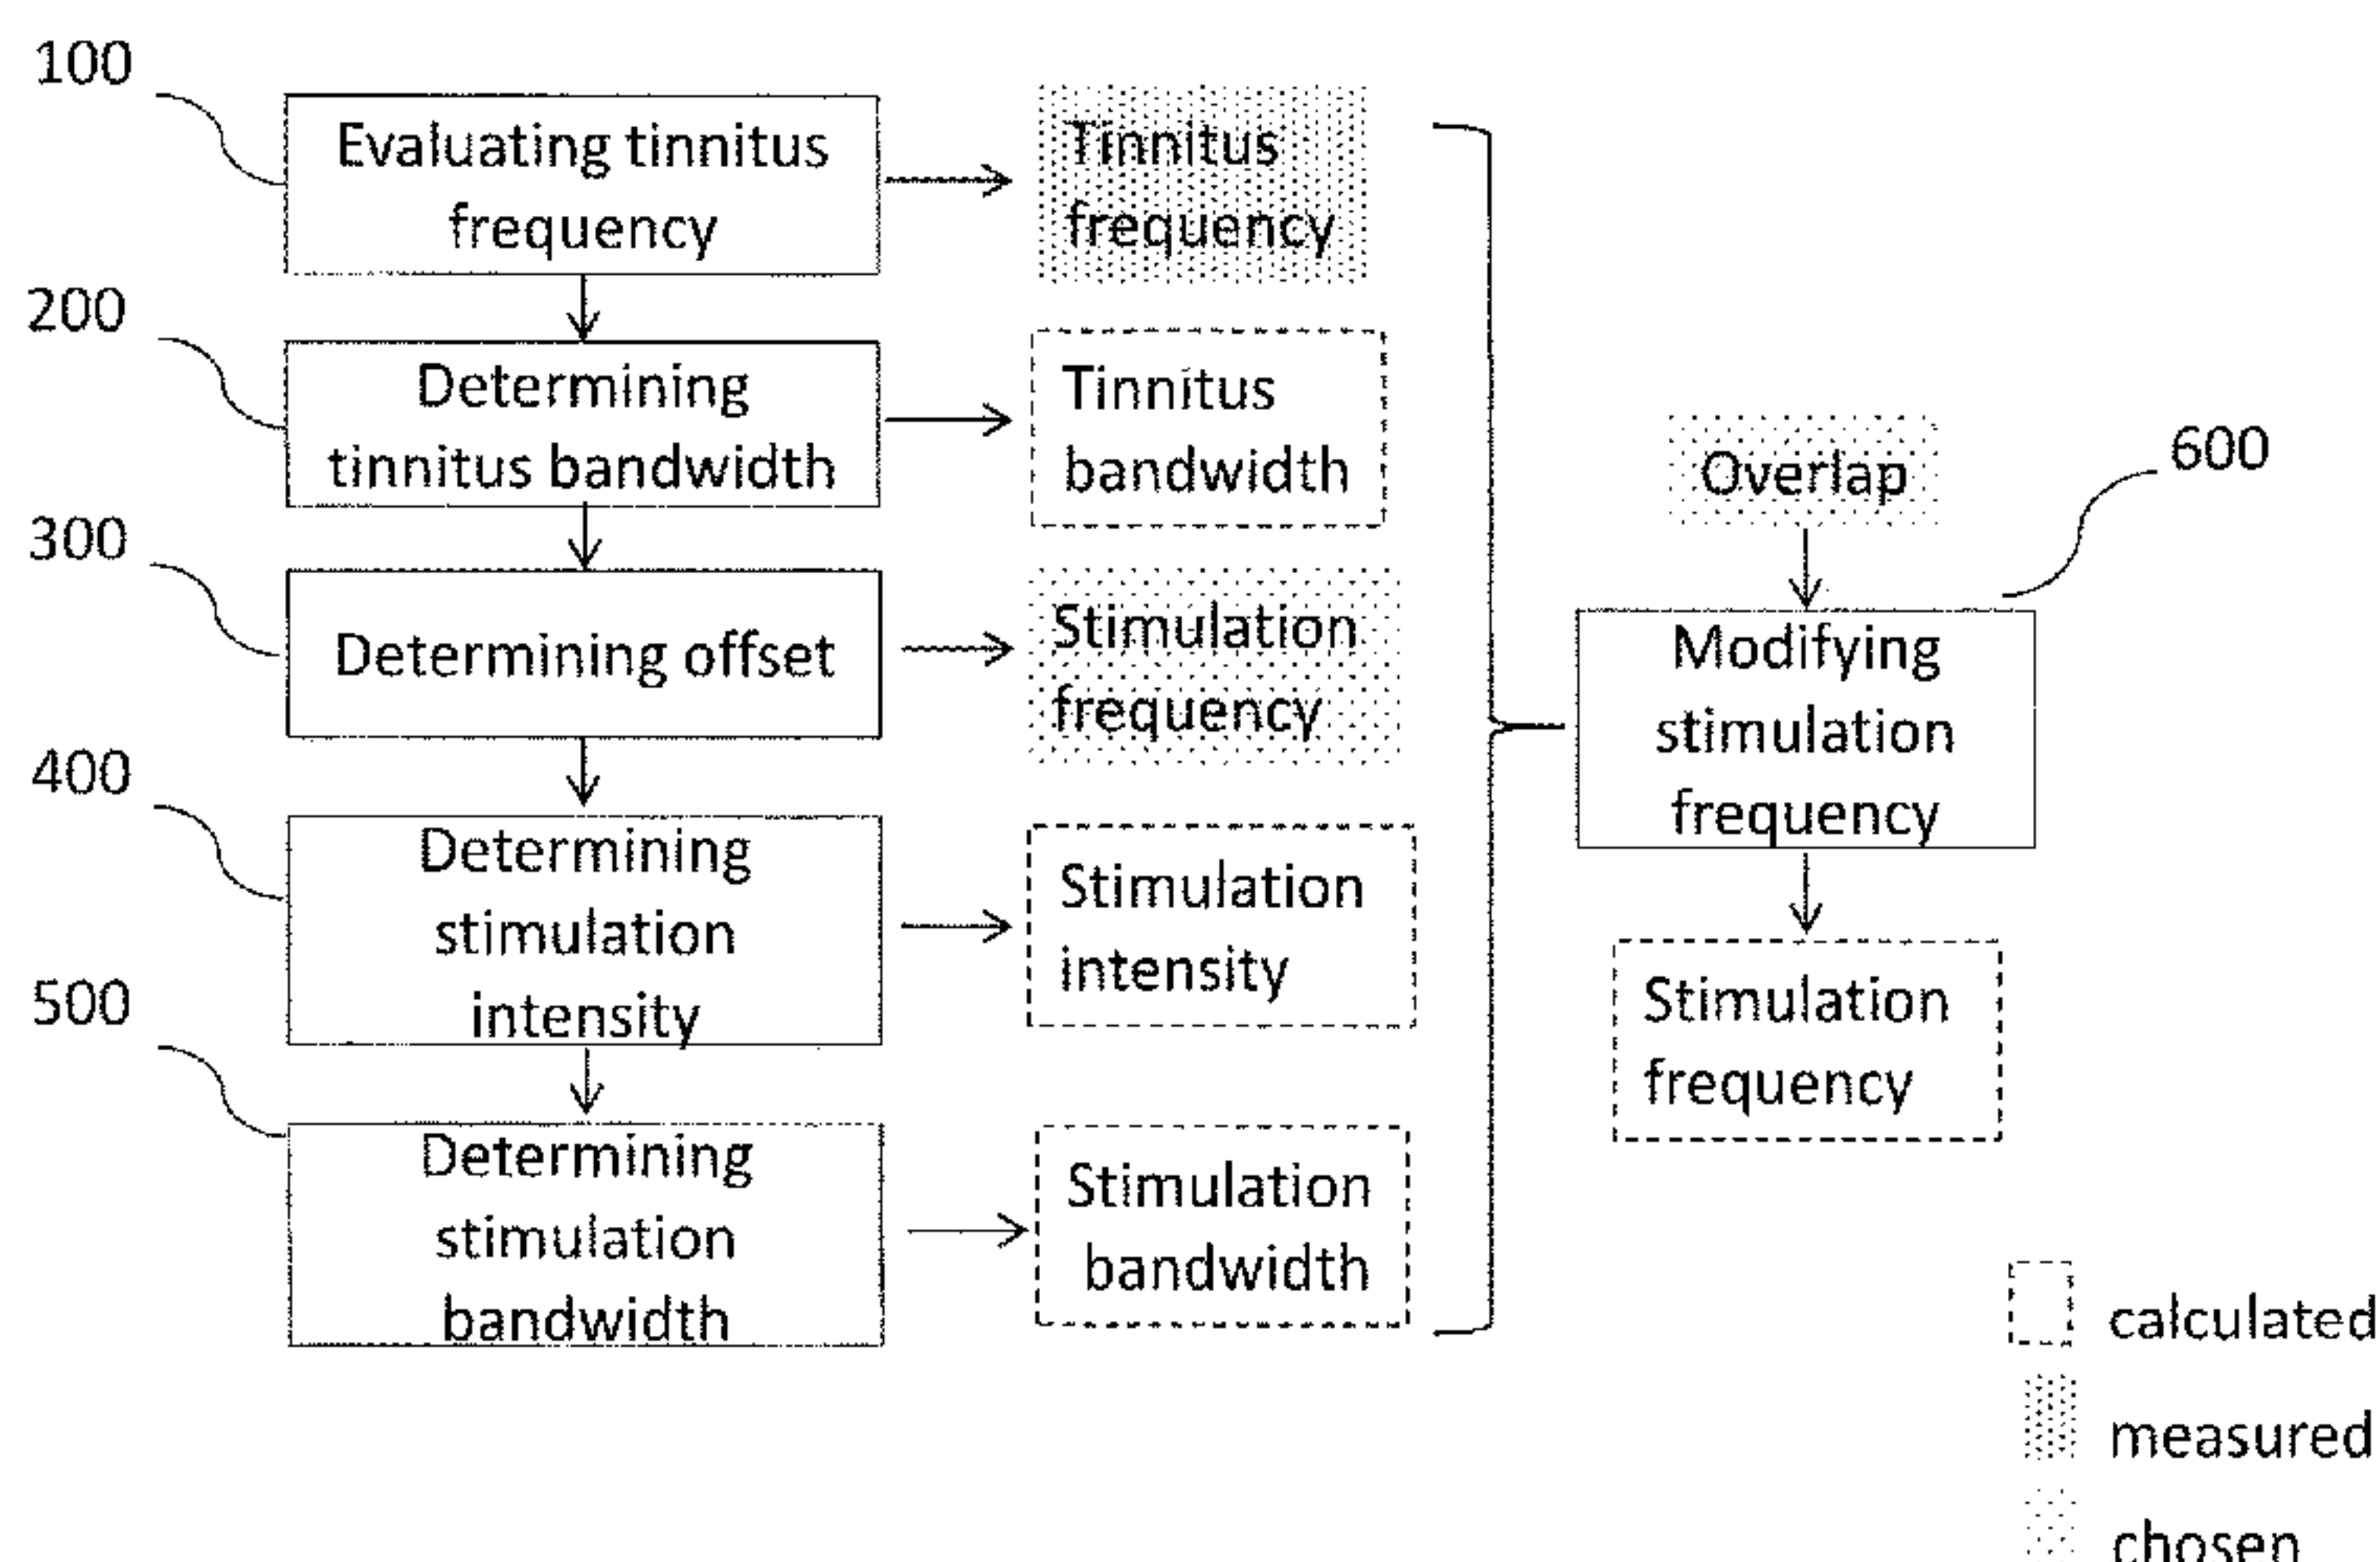 100
Evaluating tinnitus
frequency
Tinnitus
frequency
200
Determining
tinnitus bandwidth
Tinnitus
bandwidth
300
Determining offset
Stimulation
frequency
400
Determining
stimulation
intensity
Stimulation
intensity
500
Determining
stimulation
bandwidth
Stimulation
bandwidth
Overlap
600
Modifying
stimulation
frequency
Stimulation
frequency
calculated
measured
chosen